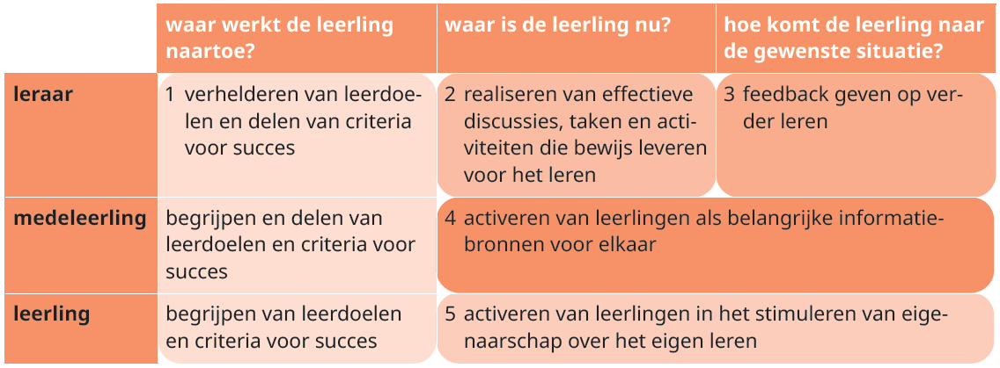 waar werkt de leerling
naartoe?
waar is de leerling nu?
hoe komt de leerling naar
de gewenste situatie?
leraar
1 verhelderen van leerdoe-
len en delen van criteria
voor succes
2 realiseren van effectieve
discussies, taken en acti-
viteiten die bewijs leveren
voor het leren
3 feedback geven op ver-
der leren
medeleerling
begrijpen en delen van
leerdoelen en criteria voor
succes
4 activeren van leerlingen als belangrijke informatie-
bronnen voor elkaar
leerling
begrijpen van leerdoelen
en criteria voor succes
5 activeren van leerlingen in het stimuleren van eige-
naarschap over het eigen leren